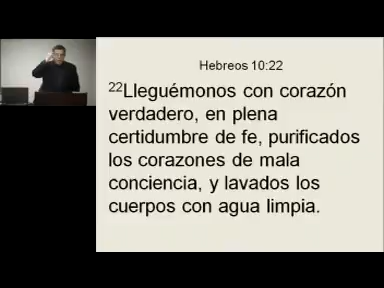 Hebreos 10:22
22Lleguémonos con corazón
verdadero, en plena
certidumbre de fe, purificados
los corazones de mala
conciencia, y lavados los
cuerpos con agua limpia.